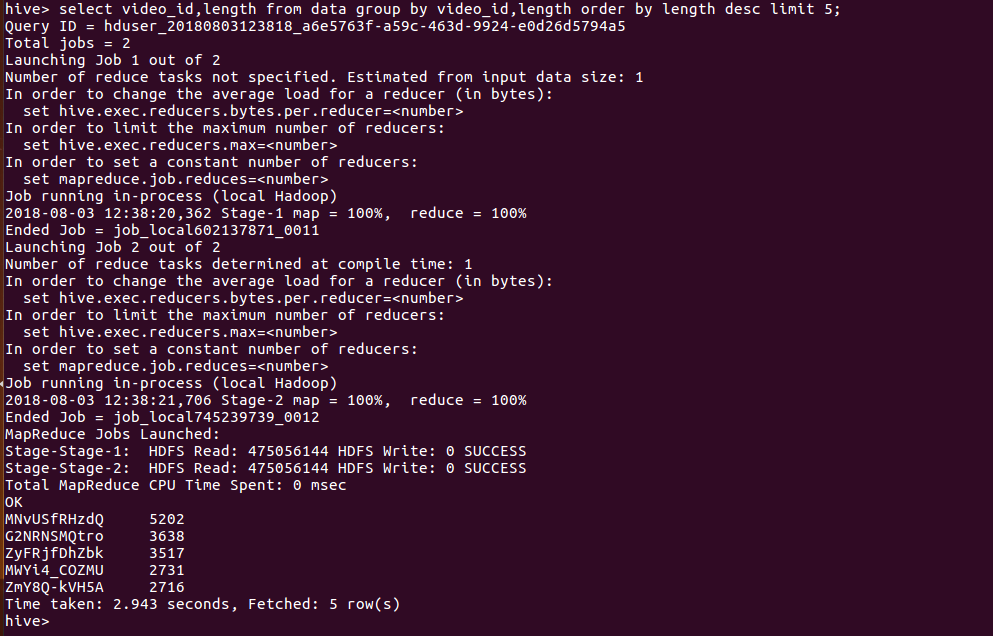 hive> select video_id,length from data group by video_id,length order by length desc limit 5;
Query ID = hduser_20180803123818_a6e5763f-a59c-463d-9924-e0d26d5794a5
Total jobs = 2
Launching Job 1 out of 2
Number of reduce tasks not specified. Estimated from input data size: 1
In order to change the average load for a reducer (in bytes):
  set hive.exec.reducers.bytes.per.reducer=<number>
In order to limit the maximum number of reducers:
  set hive.exec.reducers.max=<number>
In order to set a constant number of reducers:
  set mapreduce.job.reduces=<number>
Job running in-process (local Hadoop)
2018-08-03 12:38:20,362 Stage-1 map = 100%,  reduce = 100%
Ended Job = job_local602137871_0011
Launching Job 2 out of 2
Number of reduce tasks determined at compile time: 1
In order to change the average load for a reducer (in bytes):
  set hive.exec.reducers.bytes.per.reducer=<number>
In order to limit the maximum number of reducers:
  set hive.exec.reducers.max=<number>
In order to set a constant number of reducers:
  set mapreduce.job.reduces=<number>
Job running in-process (local Hadoop)
2018-08-03 12:38:21,706 Stage-2 map = 100%,  reduce = 100%
Ended Job = job_local745239739_0012
MapReduce Jobs Launched:
Stage-Stage-1:  HDFS Read: 475056144 HDFS Write: 0 SUCCESS
Stage-Stage-2:  HDFS Read: 475056144 HDFS Write: 0 SUCCESS
Total MapReduce CPU Time Spent: 0 msec
OK
MNvUSfRHzdQ     5202
G2NRNSMQtro     3638
ZyFRjfDhZbk     3517
MWYi4_COZMU     2731
ZmY8Q-kVH5A     2716
Time taken: 2.943 seconds, Fetched: 5 row(s)
hive>